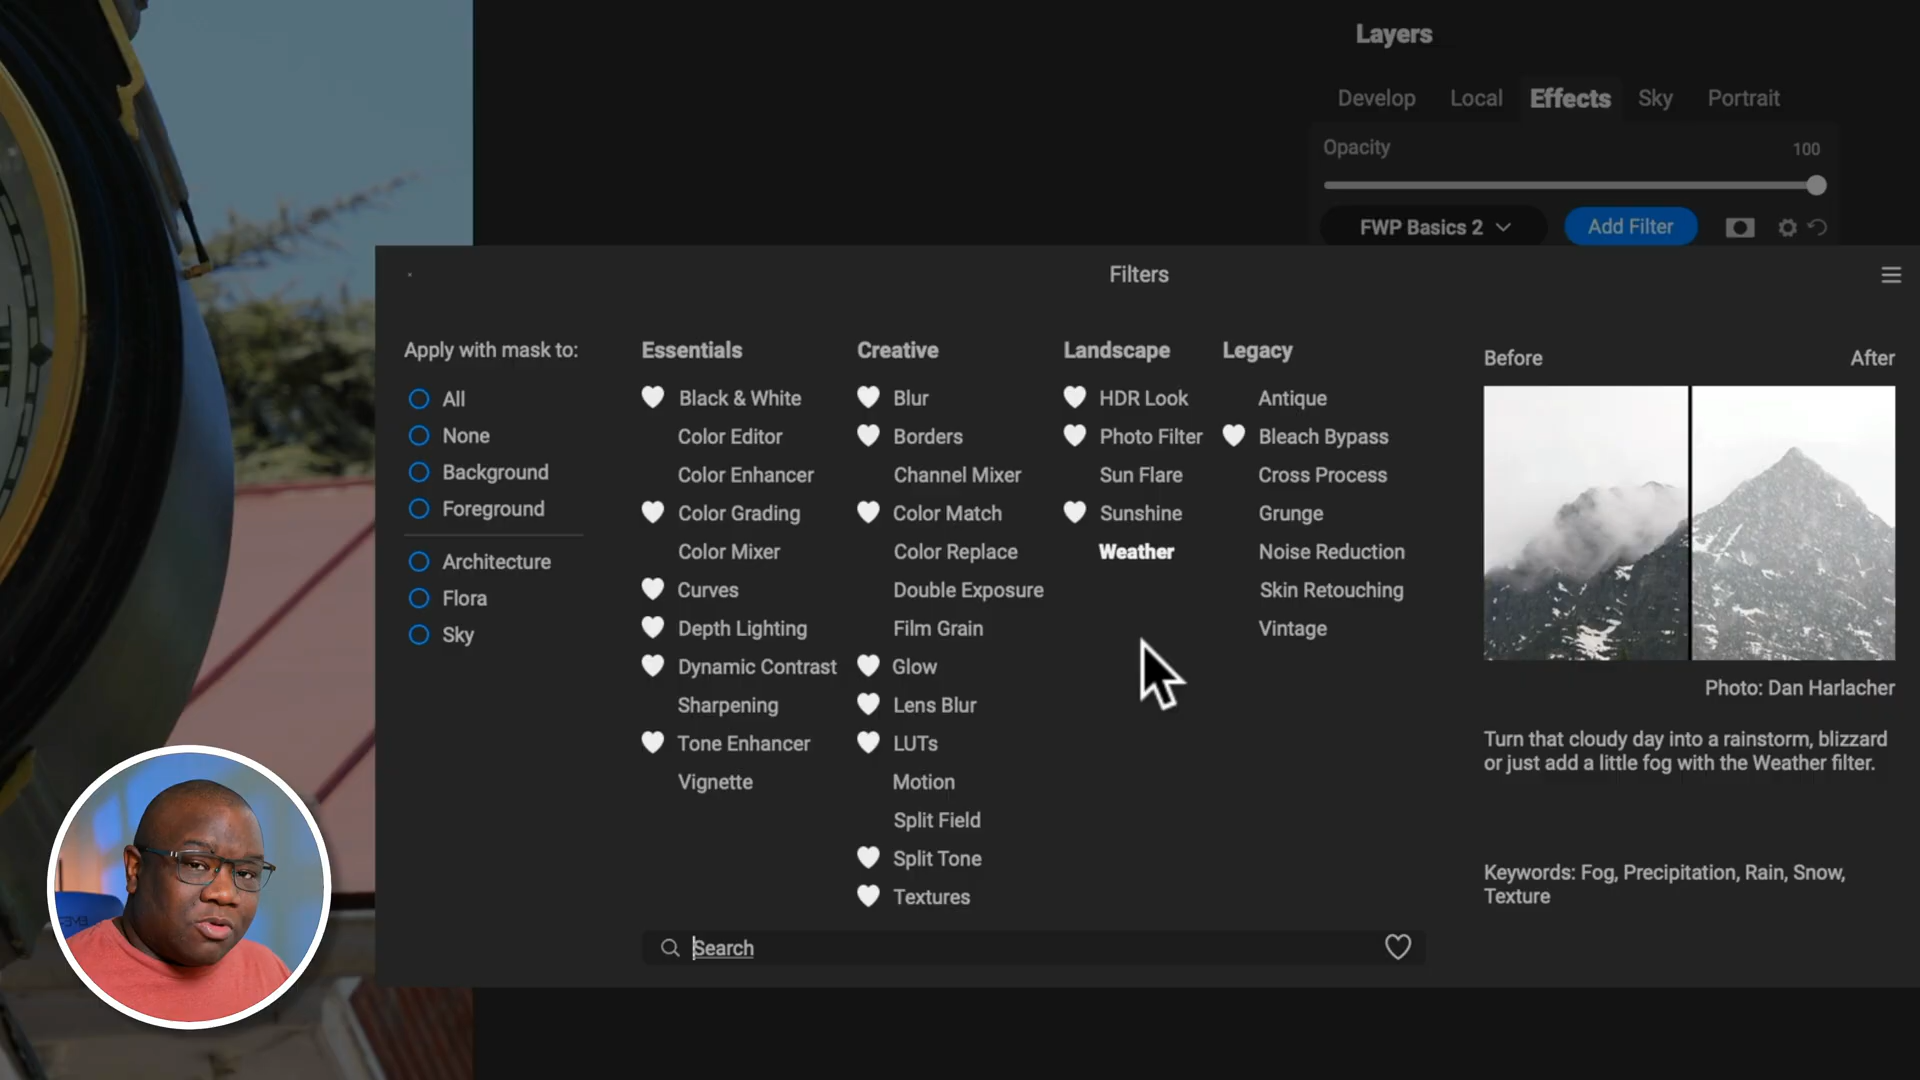 Layers
Develop Local Effects Sky Portrait
Opacity 100
FWP Basics 2 Add Filter
Filters
Apply with mask to:
All
None
Background
Foreground
Architecture
Flora
Sky
Essentials
Black & White
Color Editor
Color Enhancer
Color Grading
Color Mixer
Curves
Depth Lighting
Dynamic Contrast
Sharpening
Tone Enhancer
Vignette
Creative
Blur
Borders
Channel Mixer
Color Match
Color Replace
Double Exposure
Film Grain
Glow
Lens Blur
LUTs
Motion
Split Field
Split Tone
Textures
Landscape
HDR Look
Photo Filter
Sun Flare
Sunshine
Weather
Legacy
Antique
Bleach Bypass
Cross Process
Grunge
Noise Reduction
Skin Retouching
Vintage
Before After
Photo: Dan Harlacher
Turn that cloudy day into a rainstorm, blizzard
or just add a little fog with the Weather filter.
Keywords: Fog, Precipitation, Rain, Snow,
Texture
Search